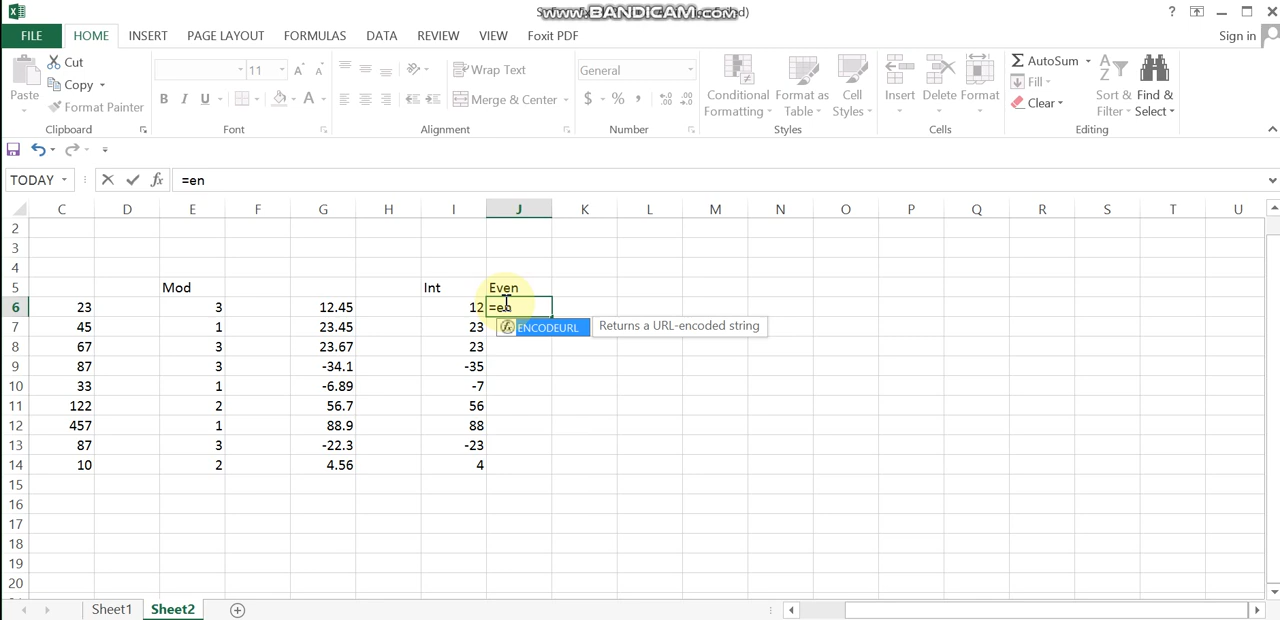 www.BANDICAM.com
Sign in
FILE HOME INSERT PAGE LAYOUT FORMULAS DATA REVIEW VIEW Foxit PDF
Paste
Cut
Copy
Format Painter
Clipboard
11 A A
B I U A
Font
Wrap Text
Merge & Center
Alignment
General
$ % , .0 .00 .00 .0
Number
Conditional Formatting
Format as Table
Cell Styles
Styles
Insert Delete Format
Cells
AutoSum
Fill
Clear
Sort & Filter
Find & Select
Editing
TODAY fx =en
C D E F G H I J K L M N O P Q R S T U
2
3
4
5 Mod Int Even
6 23 3 12.45 12 =en
7 45 1 23.45 23
ENCODEURL Returns a URL-encoded string
8 67 3 23.67 23
9 87 3 -34.1 -35
10 33 1 -6.89 -7
11 122 2 56.7 56
12 457 1 88.9 88
13 87 3 -22.3 -23
14 10 2 4.56 4
15
16
17
18
19
20
Sheet1 Sheet2